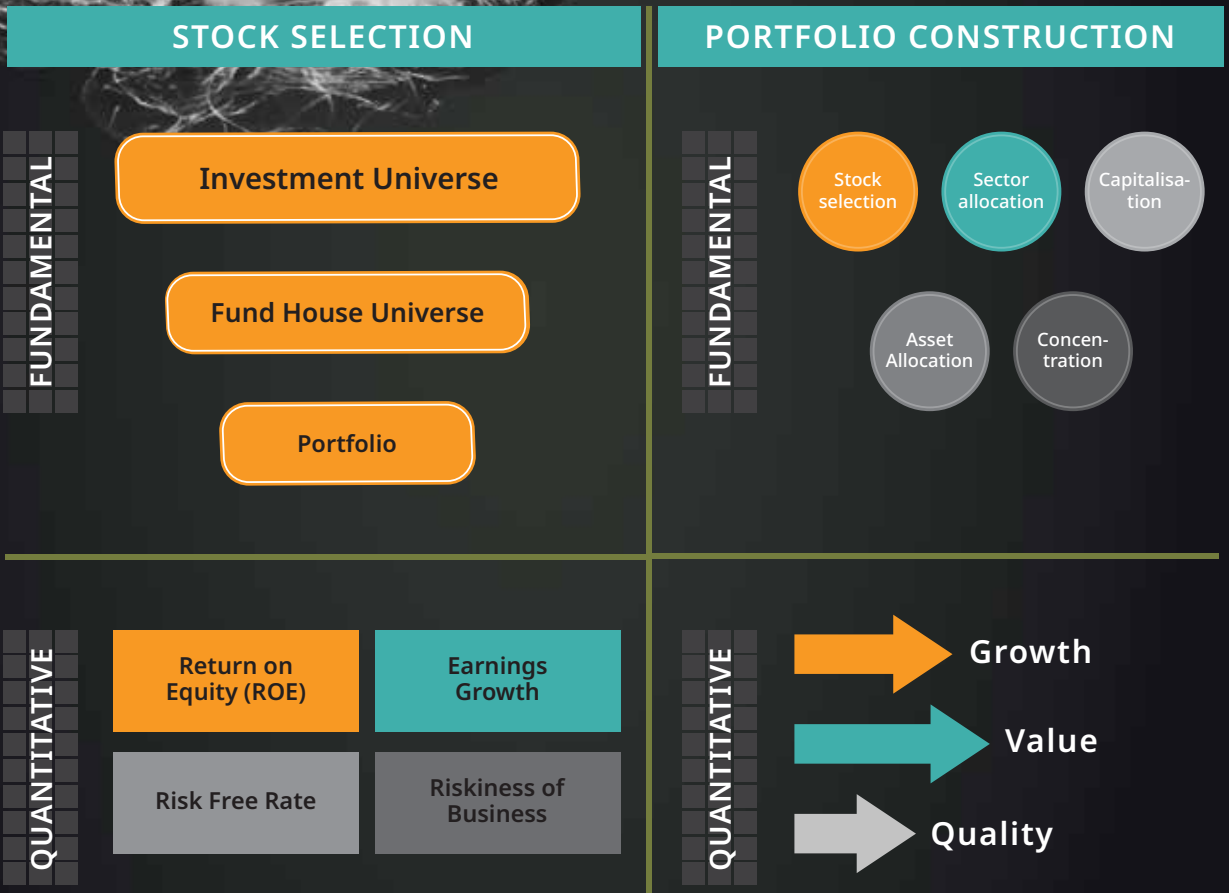 STOCK SELECTION
PORTFOLIO CONSTRUCTION
FUNDAMENTAL
Investment Universe
Fund House Universe
Portfolio
FUNDAMENTAL
Stock
selection
Sector
allocation
Capitalisa-
tion
Asset
Allocation
Concen-
tration
QUANTITATIVE
Return on
Equity (ROE)
Earnings
Growth
Risk Free Rate
Riskiness of
Business
QUANTITATIVE
Growth
Value
Quality